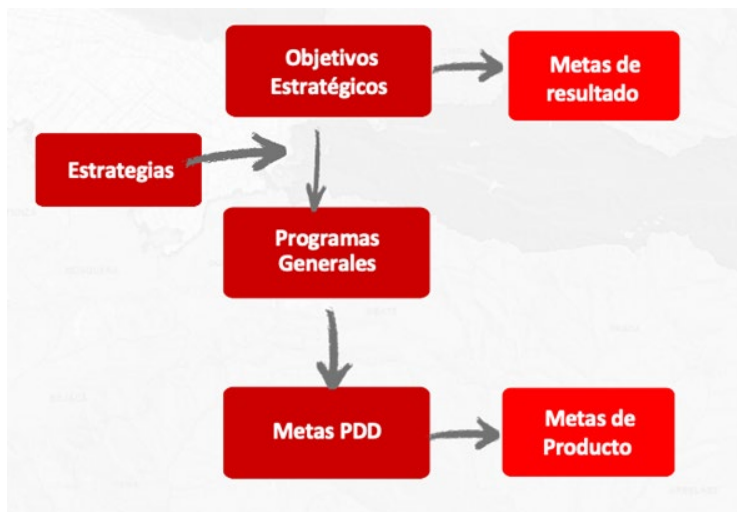 Objetivos
Estratégicos
Metas de
resultado
Estrategias
Programas
Generales
Metas PDD
Metas de
Producto